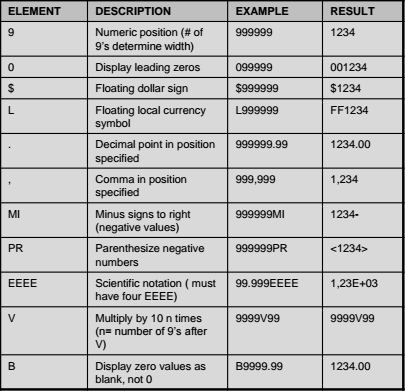 ELEMENT DESCRIPTION EXAMPLE RESULT
9 Numeric position (# of 9's determine width) 999999 1234
0 Display leading zeros 099999 001234
$ Floating dollar sign $999999 $1234
L Floating local currency symbol L999999 FF1234
. Decimal point in position specified 999999.99 1234.00
, Comma in position specified 999,999 1,234
MI Minus signs to right (negative values) 999999MI 1234-
PR Parenthesize negative numbers 999999PR <1234>
EEEE Scientific notation ( must have four EEEE) 99.999EEEE 1,23E+03
V Multiply by 10 n times (n= number of 9's after V) 9999V99 9999V99
B Display zero values as blank, not 0 B9999.99 1234.00